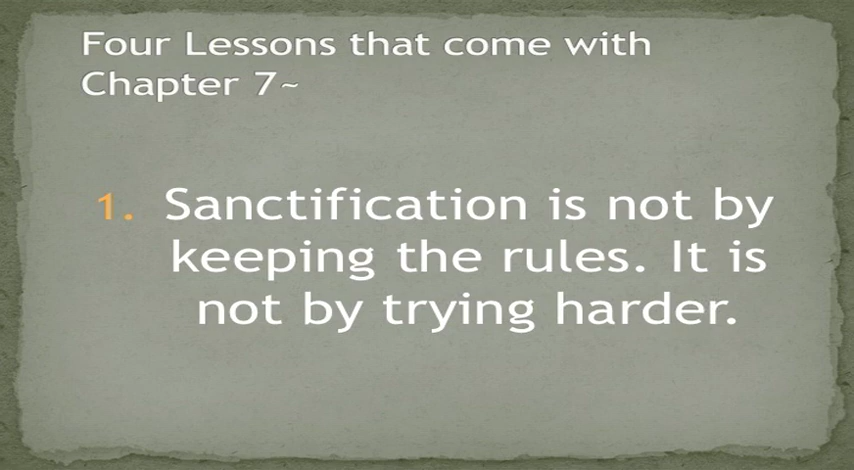 Four Lessons that come with
Chapter 7~
1. Sanctification is not by
keeping the rules. It is
not by trying harder.